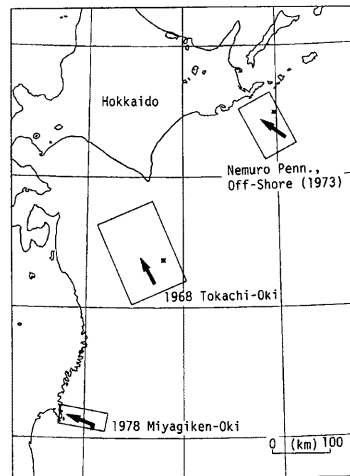 Hokkaido
Nemuro Penn.,
Off-Shore (1973)
1968 Tokachi-Oki
1978 Miyagiken-Oki
0 (km) 100